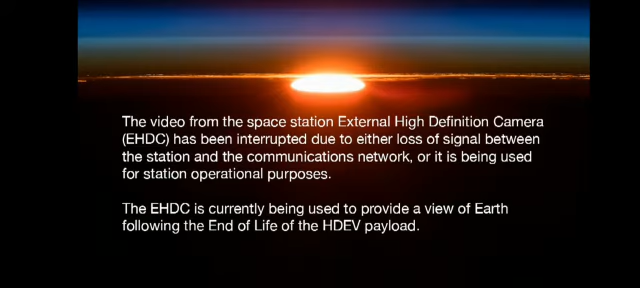 The video from the space station External High Definition Camera
(EHDC) has been interrupted due to either loss of signal between
the station and the communications network, or it is being used
for station operational purposes.
The EHDC is currently being used to provide a view of Earth
following the End of Life of the HDEV payload.